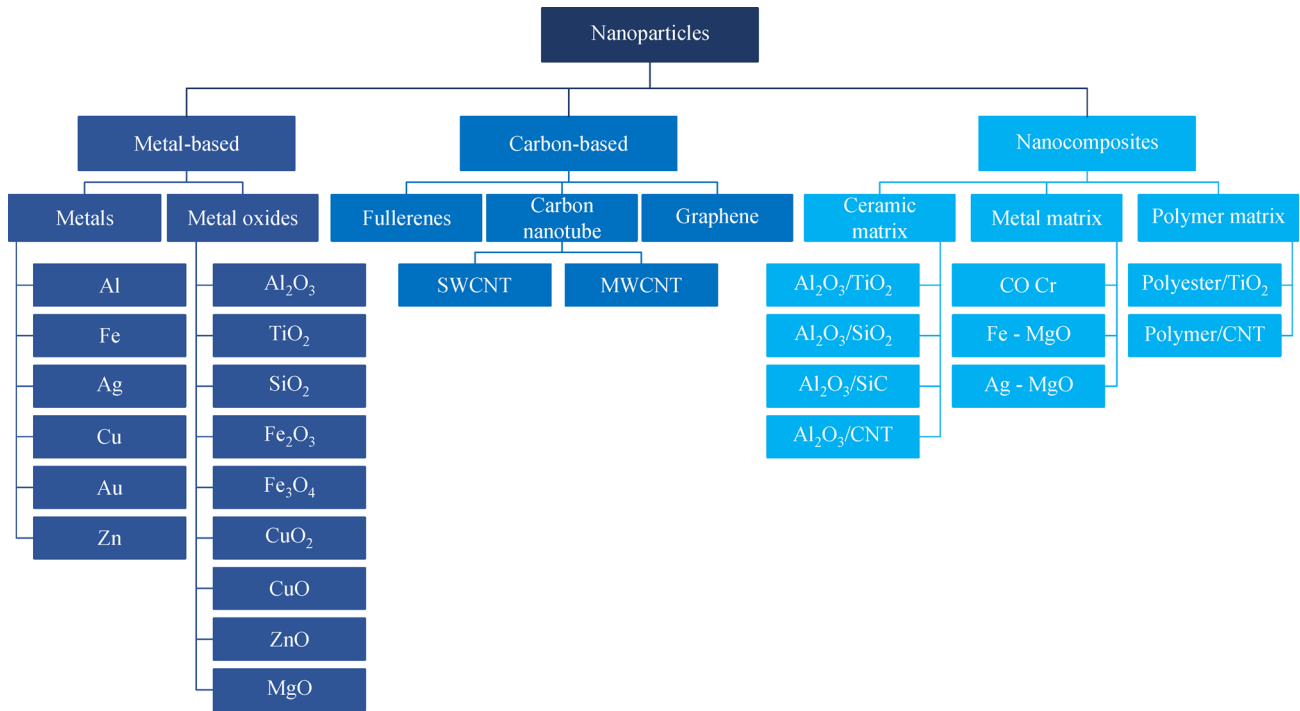 Nanoparticles
Metal-based
Carbon-based
Nanocomposites
Metals
Metal oxides
Fullerenes
Carbon
nanotube
Graphene
Ceramic
matrix
Metal matrix
Polymer matrix
Al
Fe
Ag
Cu
Au
Zn
Al₂O₃
TiO₂
SiO₂
Fe₂O₃
Fe₃O₄
CuO₂
CuO
ZnO
MgO
SWCNT
MWCNT
Al₂O₃/TiO₂
Al₂O₃/SiO₂
Al₂O₃/SiC
Al₂O₃/CNT
CO Cr
Fe - MgO
Ag - MgO
Polyester/TiO₂
Polymer/CNT